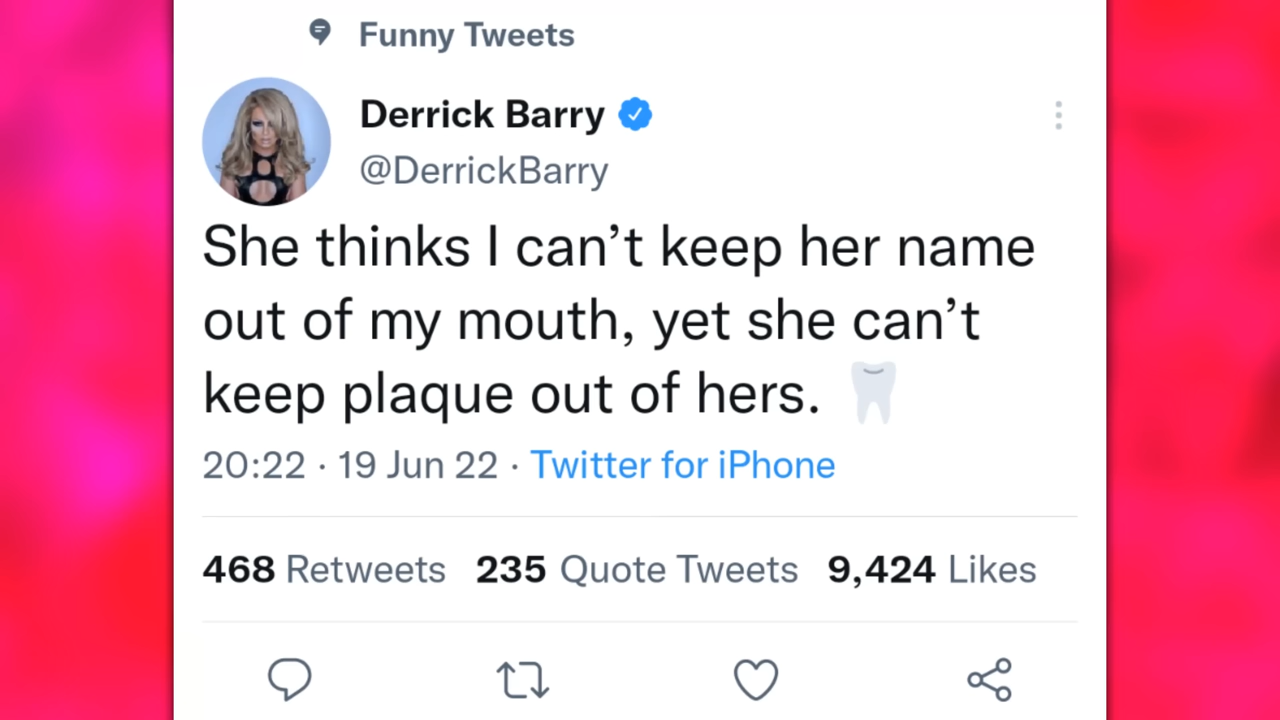 Funny Tweets
Derrick Barry
@DerrickBarry
She thinks I can’t keep her name
out of my mouth, yet she can’t
keep plaque out of hers. 🦷
20:22 · 19 Jun 22 · Twitter for iPhone
468 Retweets 235 Quote Tweets 9,424 Likes